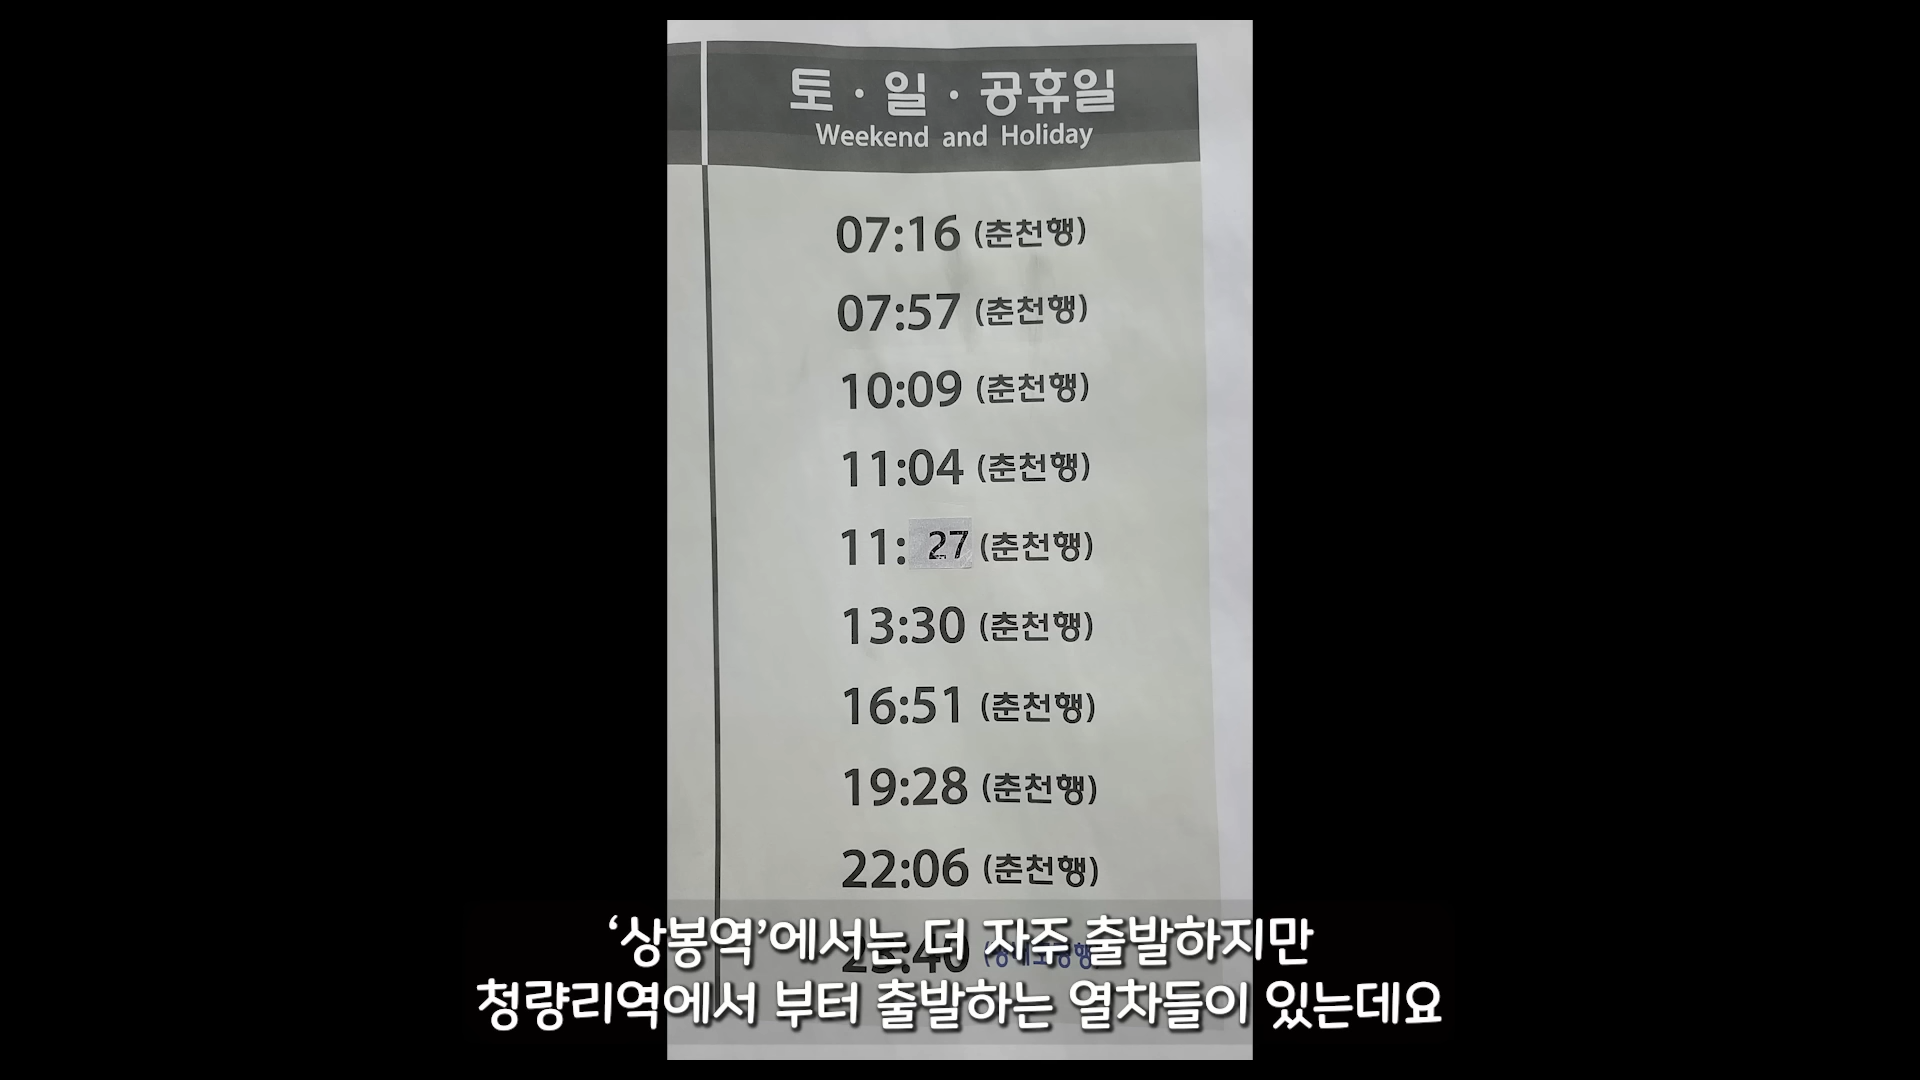 토·일·공휴일
Weekend and Holiday
07:16 (춘천행)
07:57 (춘천행)
10:09 (춘천행)
11:04 (춘천행)
11: 27 (춘천행)
13:30 (춘천행)
16:51 (춘천행)
19:28 (춘천행)
22:06 (춘천행)
‘상봉역’에서는 더 자주 출발하지만
청량리역에서 부터 출발하는 열차들이 있는데요